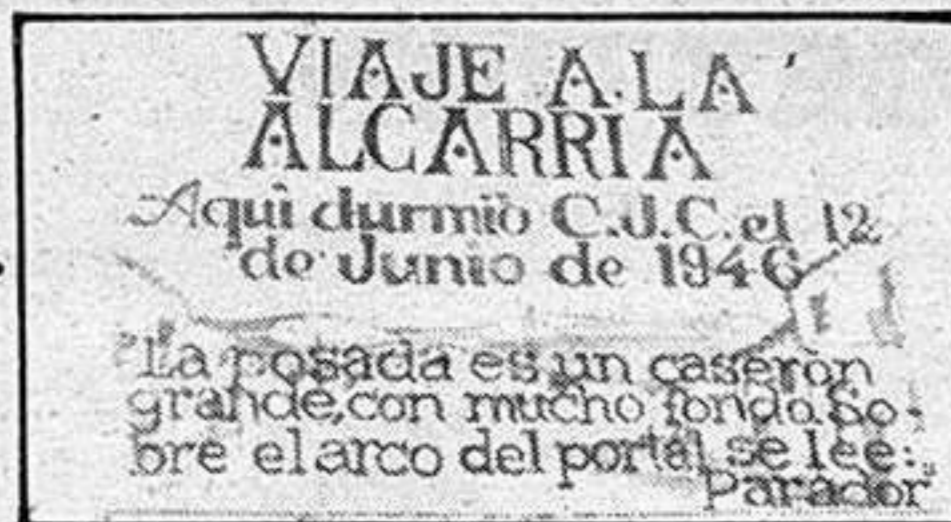 VIAJE A LA
ALCARRIA
Aquí durmió C.J.C. el 12
de Junio de 1946
"La posada es un caserón
grande, con mucho fondo. So-
bre el arco del portal se lee:
Parador"